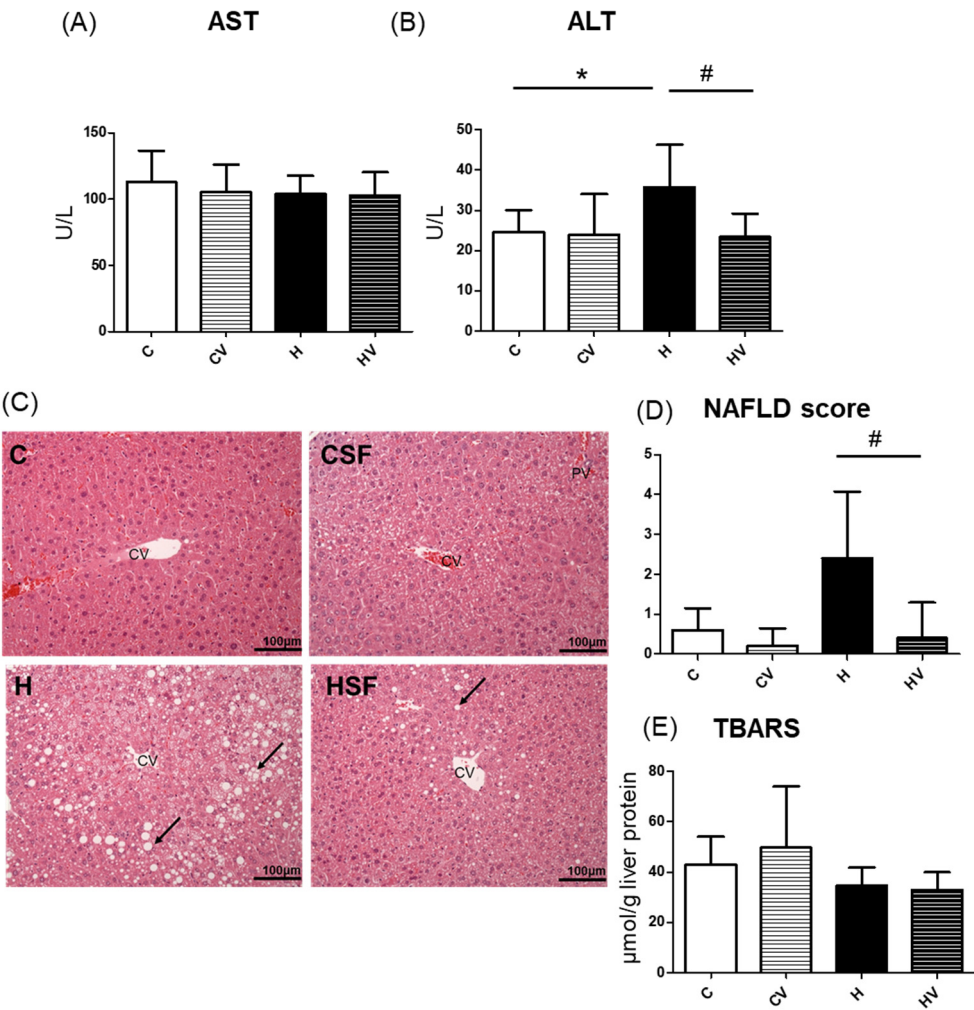 (A) AST
(B) ALT
* #
150
100
50
0
U/L
C CV H HV
50
40
30
20
10
0
U/L
C CV H HV
(C)
C
CV
100µm
CSF
PV
CV
100µm
H
CV
100µm
HSF
CV
100µm
(D) NAFLD score
#
5
4
3
2
1
0
C CV H HV
(E) TBARS
80
60
40
20
0
µmol/g liver protein
C CV H HV